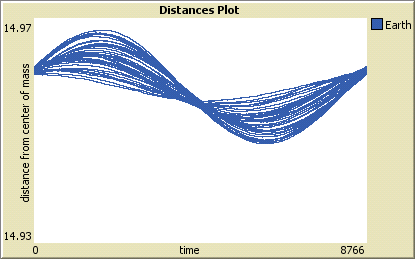 Distances Plot
14.97
Earth
distance from center of mass
14.93
0
time
8766